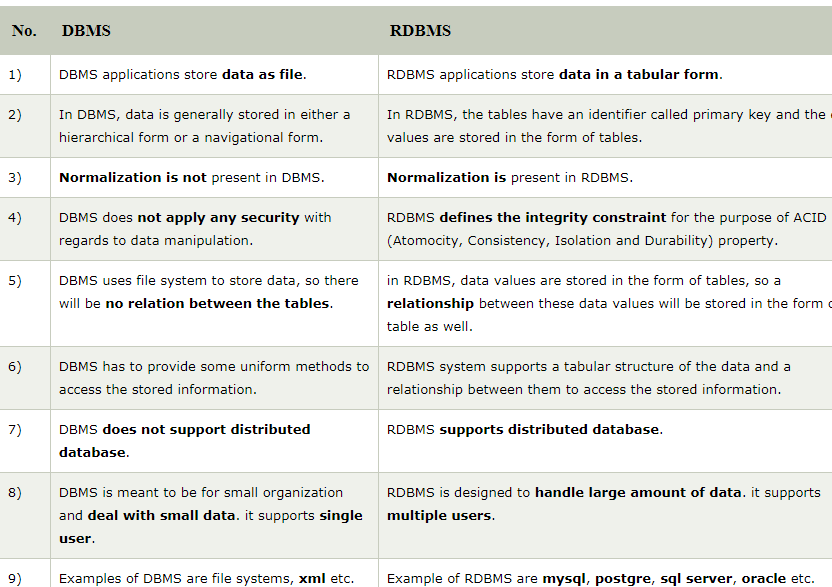 No. DBMS RDBMS
1) DBMS applications store data as file. RDBMS applications store data in a tabular form.
2) In DBMS, data is generally stored in either a In RDBMS, the tables have an identifier called primary key and the
hierarchical form or a navigational form. values are stored in the form of tables.
3) Normalization is not present in DBMS. Normalization is present in RDBMS.
4) DBMS does not apply any security with RDBMS defines the integrity constraint for the purpose of ACID
regards to data manipulation. (Atomocity, Consistency, Isolation and Durability) property.
5) DBMS uses file system to store data, so there in RDBMS, data values are stored in the form of tables, so a
will be no relation between the tables. relationship between these data values will be stored in the form
table as well.
6) DBMS has to provide some uniform methods to RDBMS system supports a tabular structure of the data and a
access the stored information. relationship between them to access the stored information.
7) DBMS does not support distributed RDBMS supports distributed database.
database.
8) DBMS is meant to be for small organization RDBMS is designed to handle large amount of data. it supports
and deal with small data. it supports single multiple users.
user.
9) Examples of DBMS are file systems, xml etc. Example of RDBMS are mysql, postgre, sql server, oracle etc.